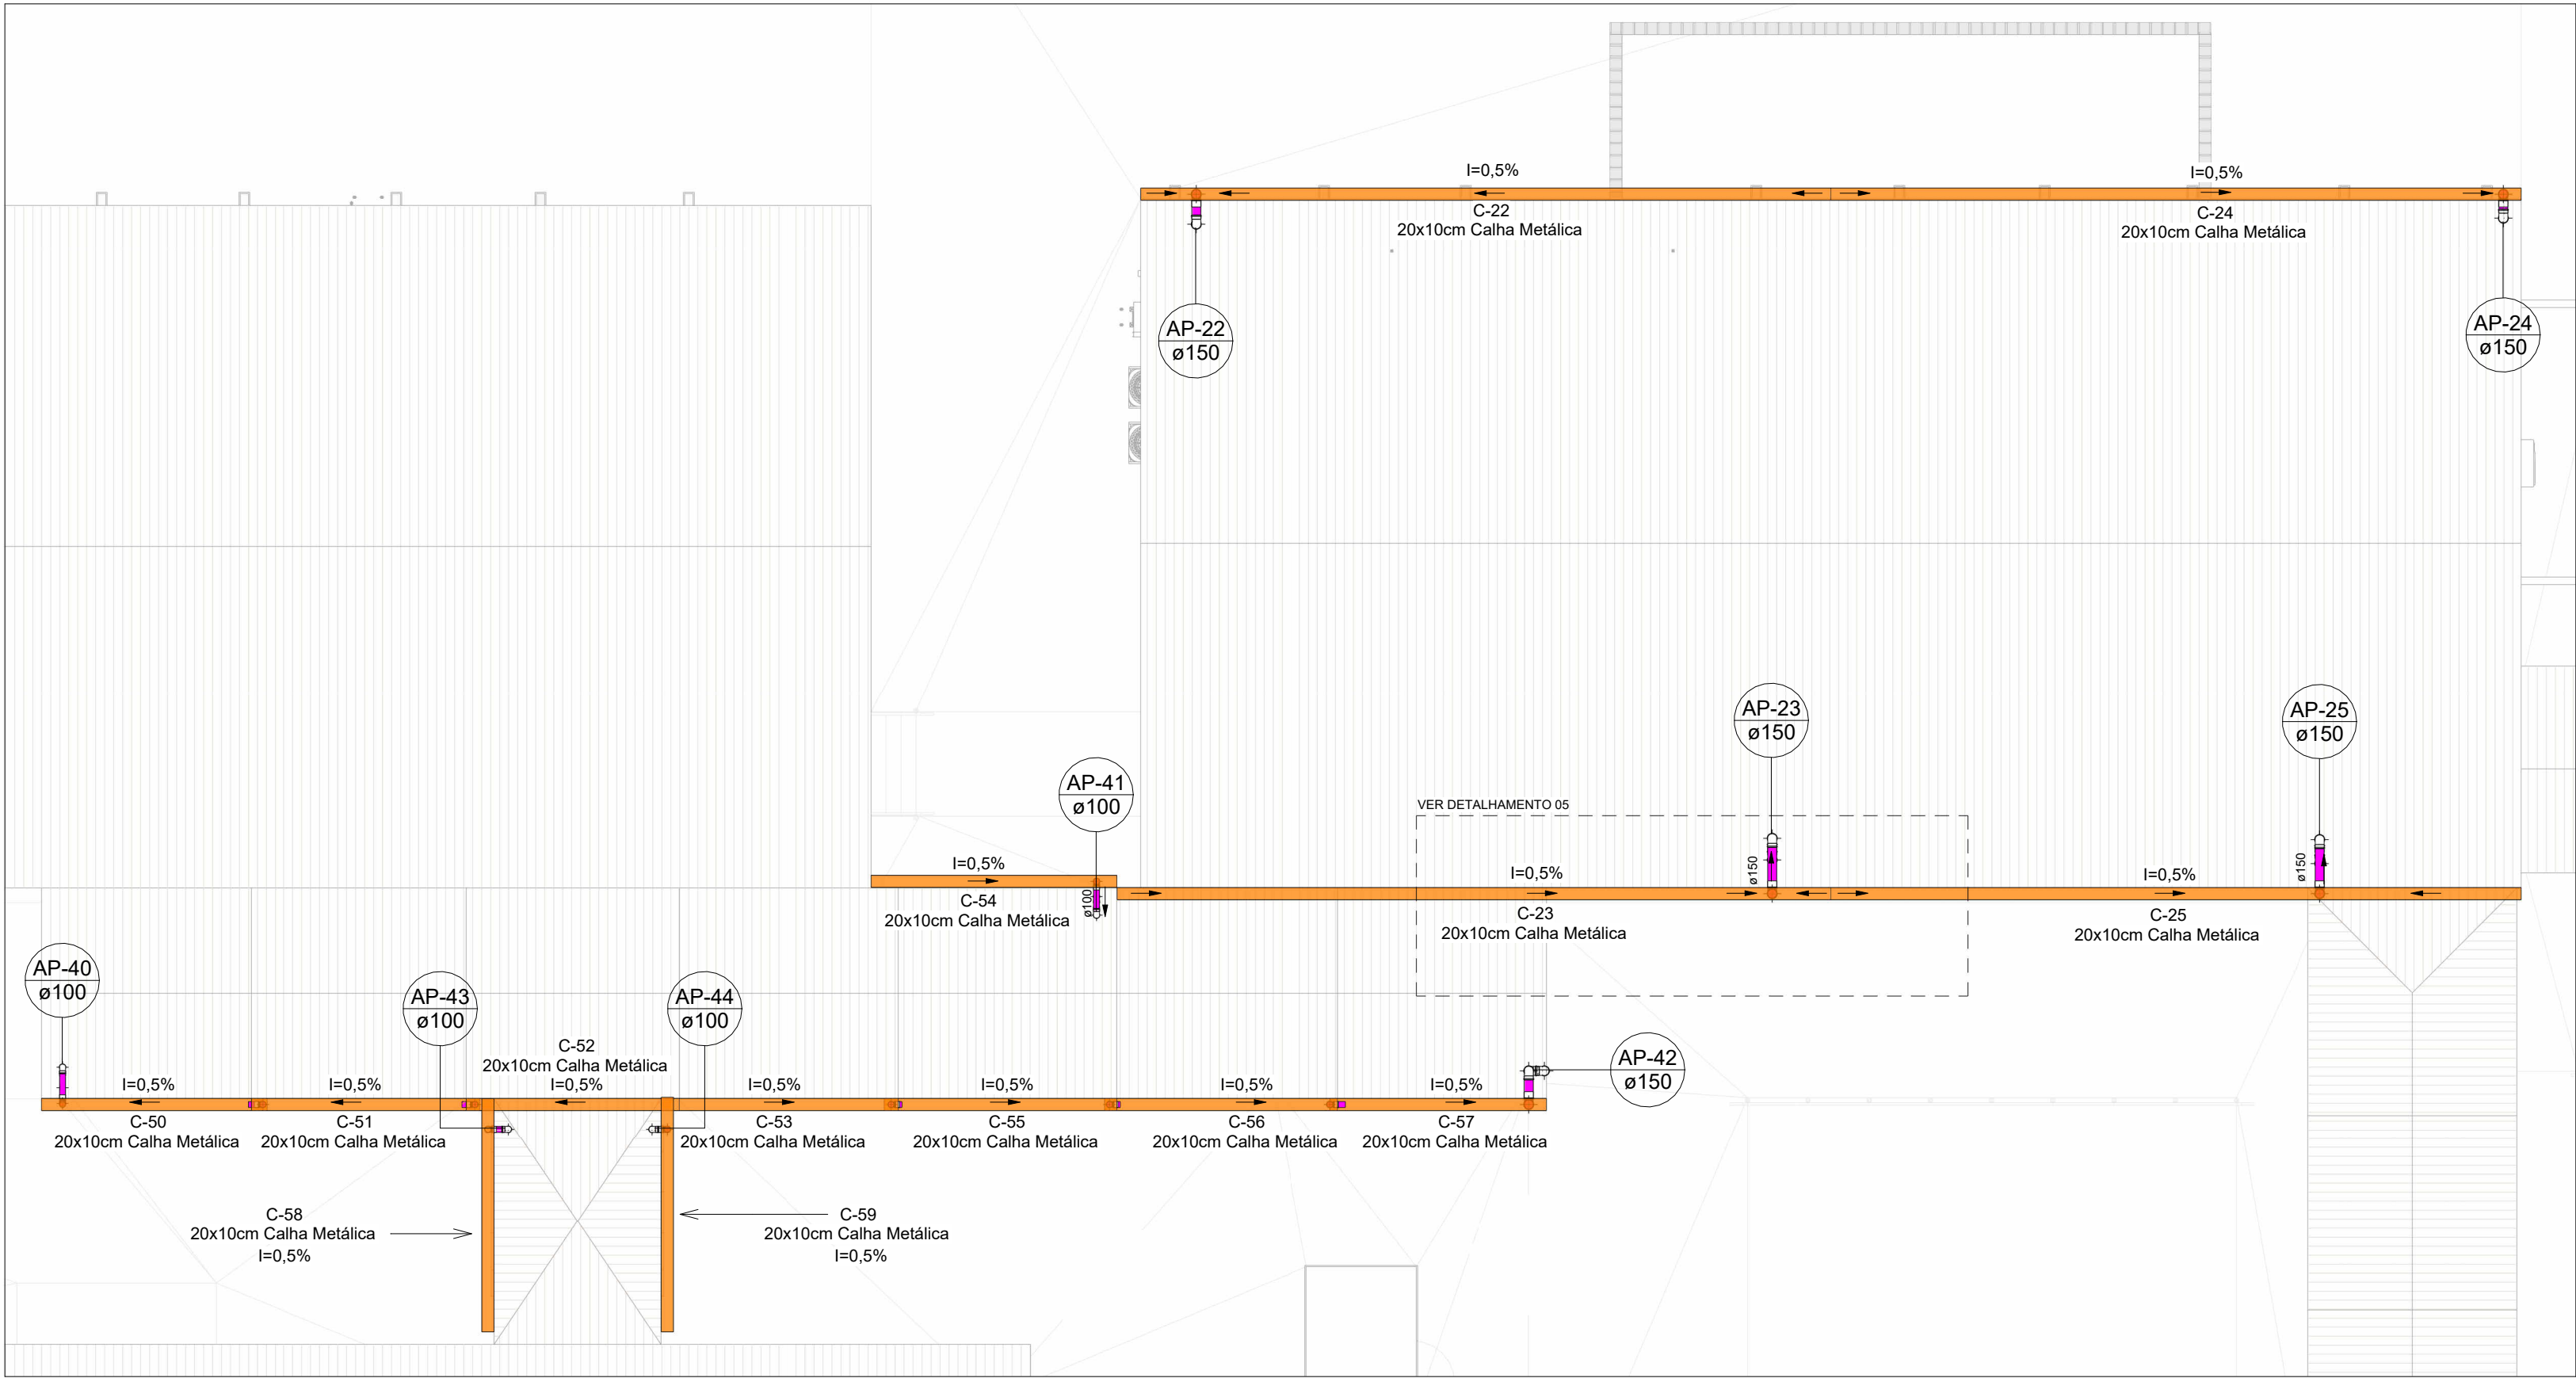 I=0,5%
I=0,5%
C-22
20x10cm Calha Metálica
C-24
20x10cm Calha Metálica
AP-22
ø150
AP-24
ø150
AP-23
ø150
AP-25
ø150
AP-41
ø100
VER DETALHAMENTO 05
I=0,5%
I=0,5%
ø150
I=0,5%
ø150
C-54
20x10cm Calha Metálica
ø100
C-23
20x10cm Calha Metálica
C-25
20x10cm Calha Metálica
AP-40
ø100
AP-43
ø100
AP-44
ø100
C-52
20x10cm Calha Metálica
AP-42
ø150
I=0,5%
I=0,5%
I=0,5%
I=0,5%
I=0,5%
I=0,5%
I=0,5%
C-50
20x10cm Calha Metálica
C-51
20x10cm Calha Metálica
C-53
20x10cm Calha Metálica
C-55
20x10cm Calha Metálica
C-56
20x10cm Calha Metálica
C-57
20x10cm Calha Metálica
C-58
20x10cm Calha Metálica
I=0,5%
C-59
20x10cm Calha Metálica
I=0,5%